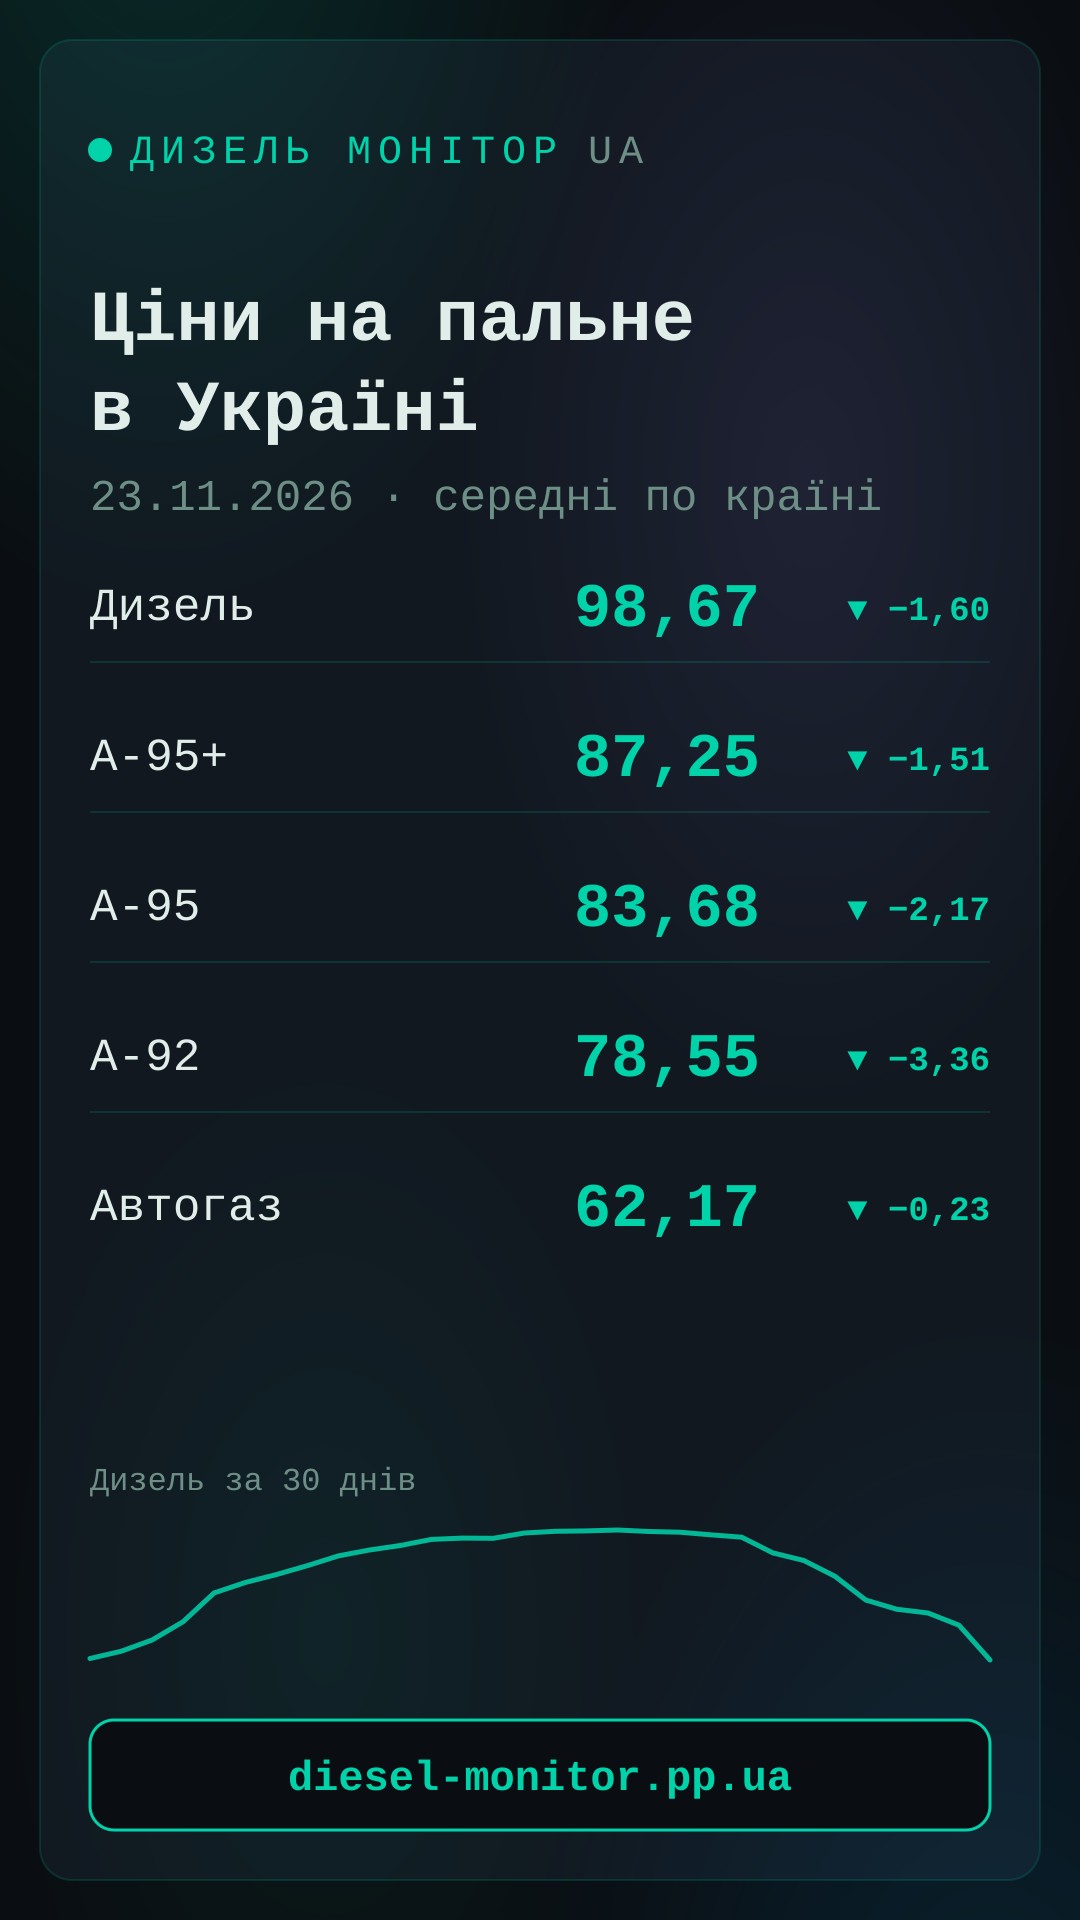 ДИЗЕЛЬ МОНІТОР UA
Ціни на пальне
в Україні
23.11.2026 · середні по країні
Дизель 98,67 ▼ −1,60
А-95+ 87,25 ▼ −1,51
А-95 83,68 ▼ −2,17
А-92 78,55 ▼ −3,36
Автогаз 62,17 ▼ −0,23
Дизель за 30 днів
diesel-monitor.pp.ua